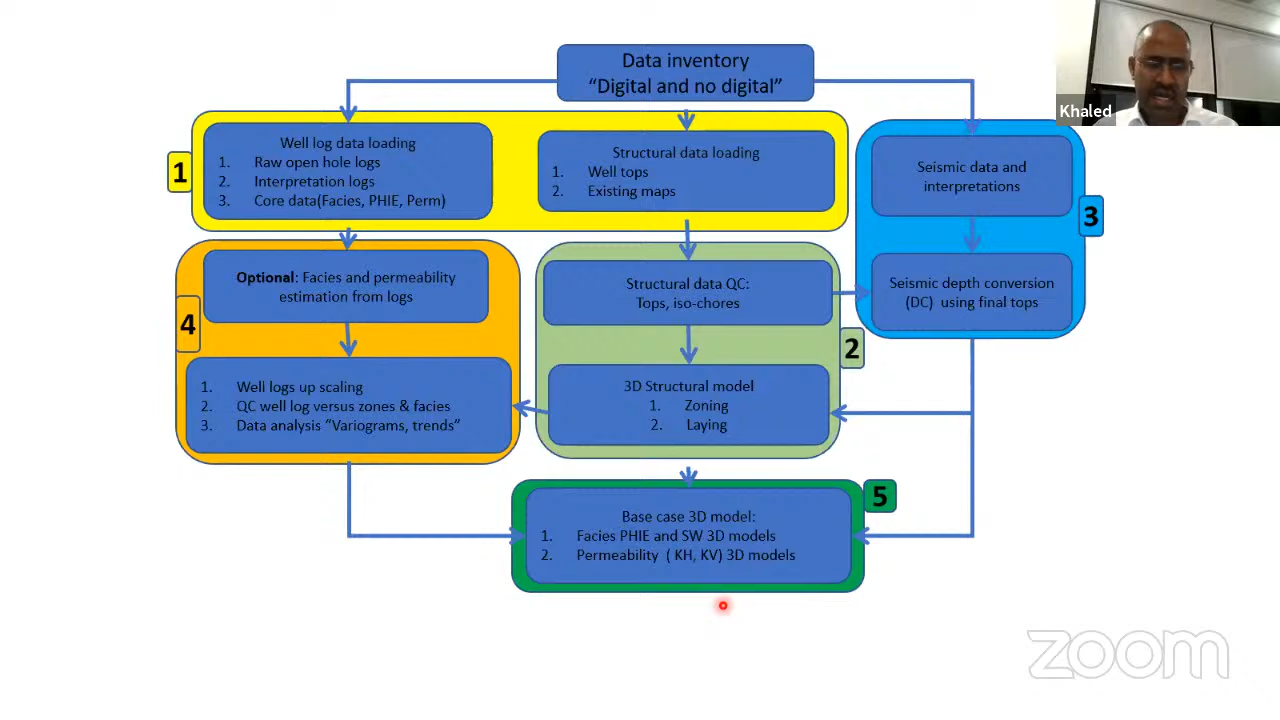 Data inventory
“Digital and no digital”
Khaled
1
Well log data loading
1. Raw open hole logs
2. Interpretation logs
3. Core data(Facies, PHIE, Perm)
Structural data loading
1. Well tops
2. Existing maps
Seismic data and
interpretations
3
Seismic depth conversion
(DC) using final tops
Optional: Facies and permeability
estimation from logs
4
1. Well logs up scaling
2. QC well log versus zones & facies
3. Data analysis “Variograms, trends”
Structural data QC:
Tops, iso-chores
2
3D Structural model
1. Zoning
2. Laying
5
Base case 3D model:
1. Facies PHIE and SW 3D models
2. Permeability ( KH, KV) 3D models
zoom